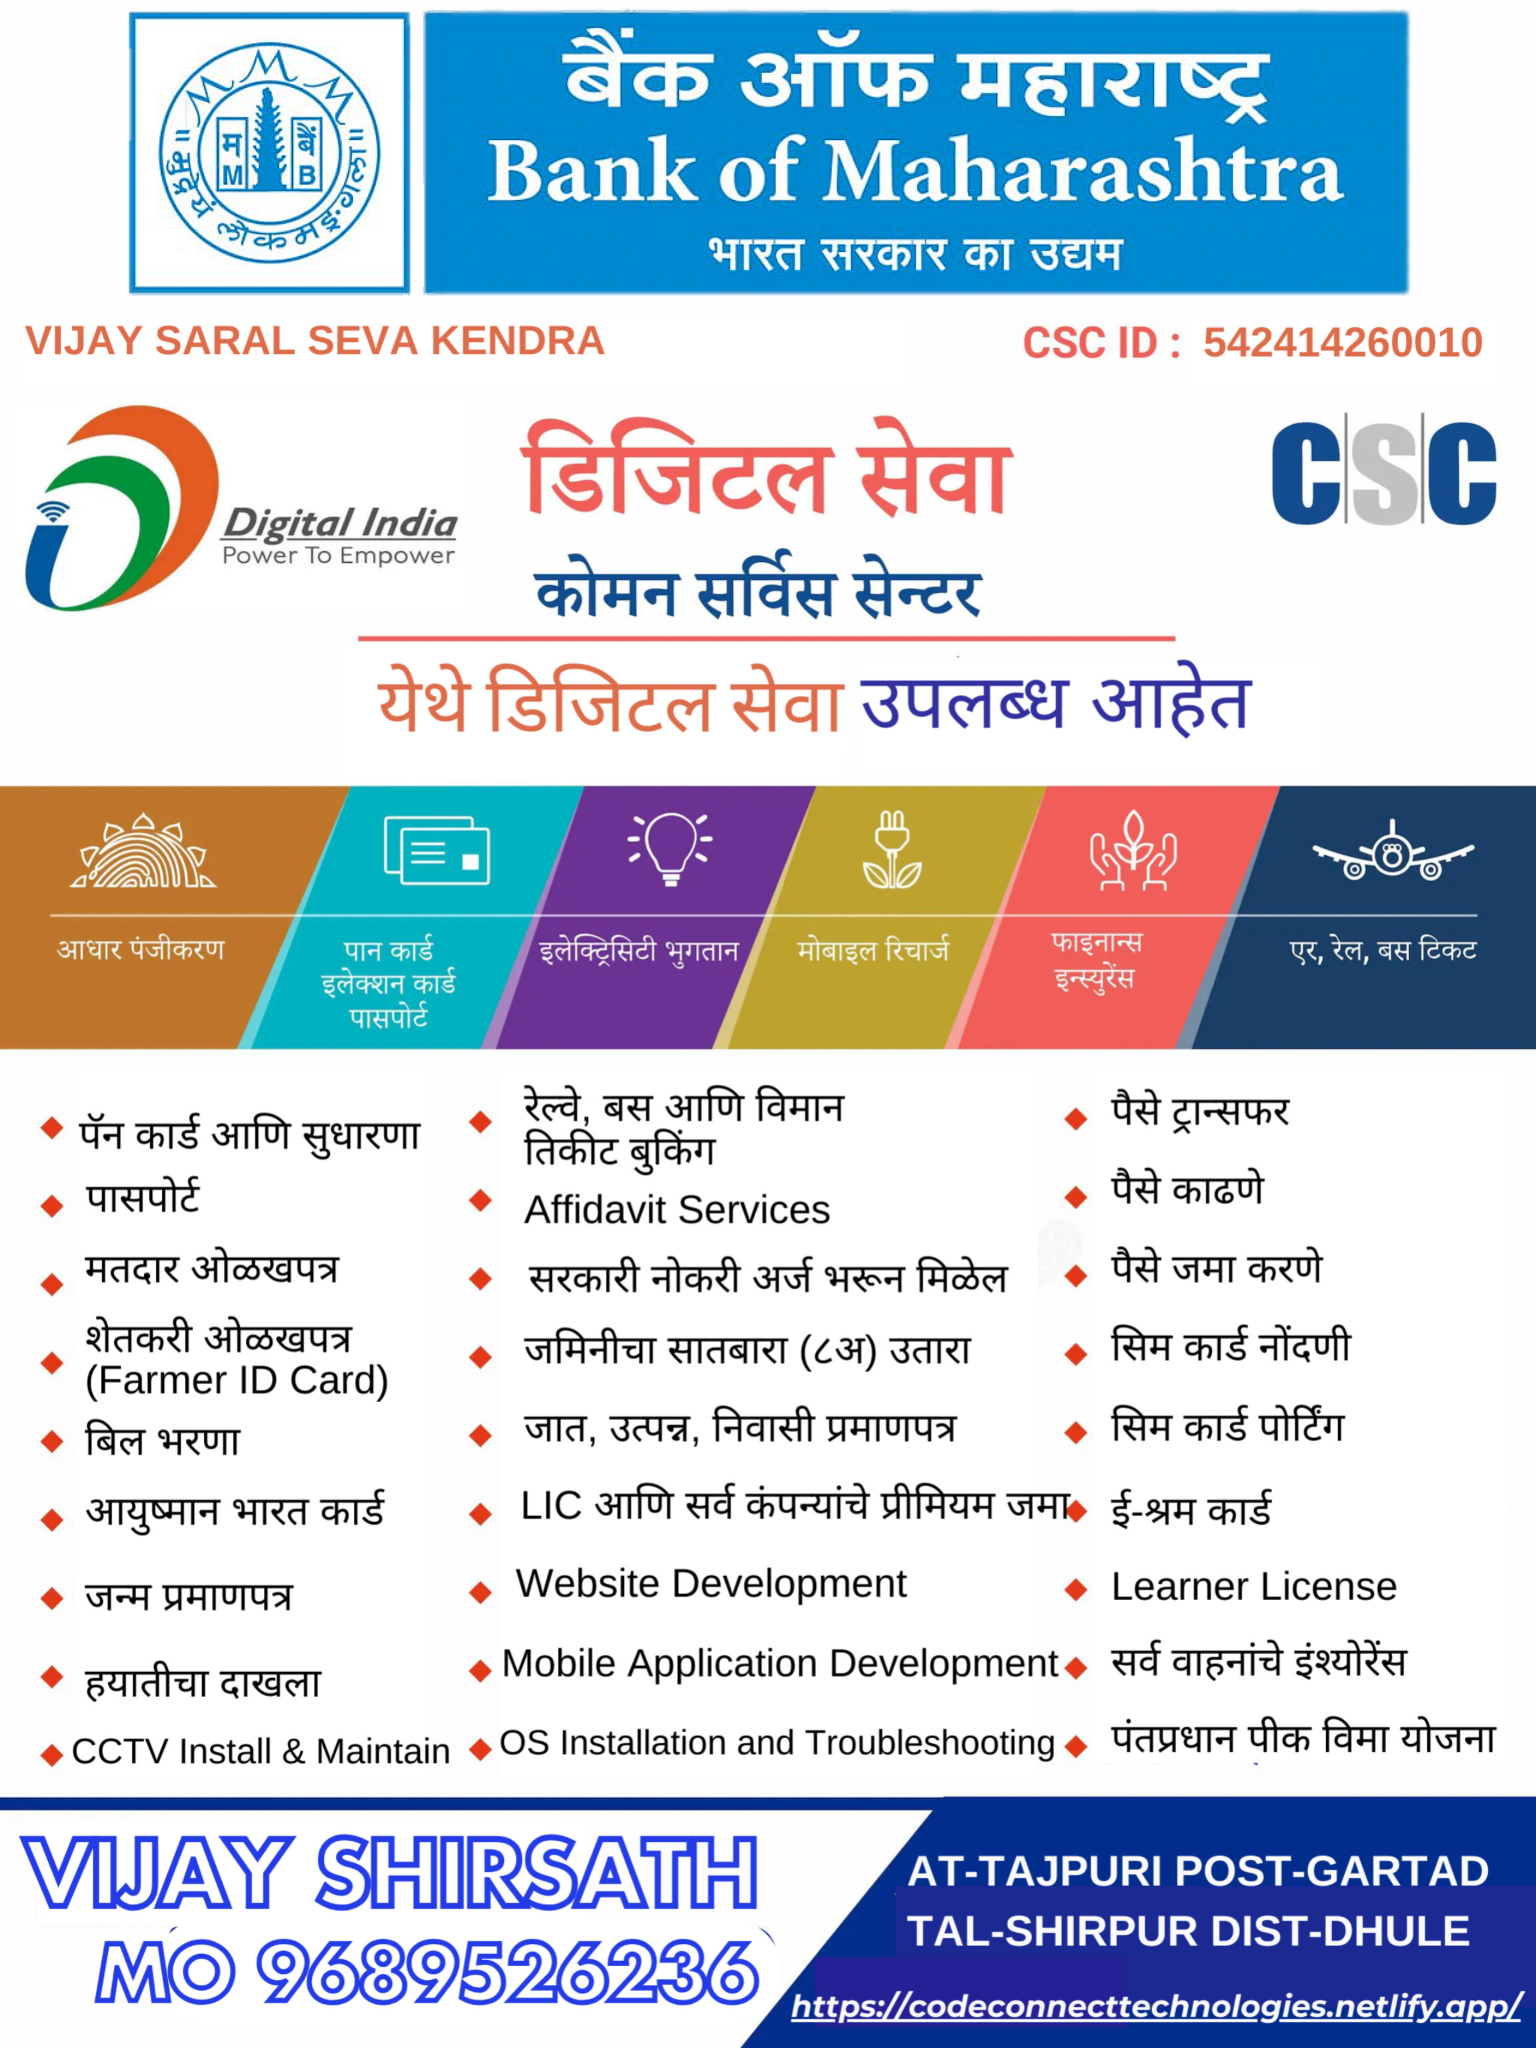 बैंक ऑफ महाराष्ट्र
Bank of Maharashtra
भारत सरकार का उद्यम
M M M M
म बैं
M B
॥ मुद्रेयं लोकमङ्गला ॥
VIJAY SARAL SEVA KENDRA
CSC ID : 542414260010
Digital India
Power To Empower
डिजिटल सेवा
CSC
कोमन सर्विस सेन्टर
येथे डिजिटल सेवा उपलब्ध आहेत
आधार पंजीकरण
पान कार्ड
इलेक्शन कार्ड
पासपोर्ट
इलेक्ट्रिसिटी भुगतान
मोबाइल रिचार्ज
फाइनान्स
इन्स्युरेंस
एर, रेल, बस टिकट
पॅन कार्ड आणि सुधारणा
पासपोर्ट
मतदार ओळखपत्र
शेतकरी ओळखपत्र
(Farmer ID Card)
बिल भरणा
आयुष्मान भारत कार्ड
जन्म प्रमाणपत्र
हयातीचा दाखला
CCTV Install & Maintain
रेल्वे, बस आणि विमान
तिकीट बुकिंग
Affidavit Services
सरकारी नोकरी अर्ज भरून मिळेल
जमिनीचा सातबारा (८अ) उतारा
जात, उत्पन्न, निवासी प्रमाणपत्र
LIC आणि सर्व कंपन्यांचे प्रीमियम जमा
Website Development
Mobile Application Development
OS Installation and Troubleshooting
पैसे ट्रान्सफर
पैसे काढणे
पैसे जमा करणे
सिम कार्ड नोंदणी
सिम कार्ड पोर्टिंग
ई-श्रम कार्ड
Learner License
सर्व वाहनांचे इंश्योरेंस
पंतप्रधान पीक विमा योजना
VIJAY SHIRSATH
MO 9689526236
AT-TAJPURI POST-GARTAD
TAL-SHIRPUR DIST-DHULE
https://codeconnecttechnologies.netlify.app/